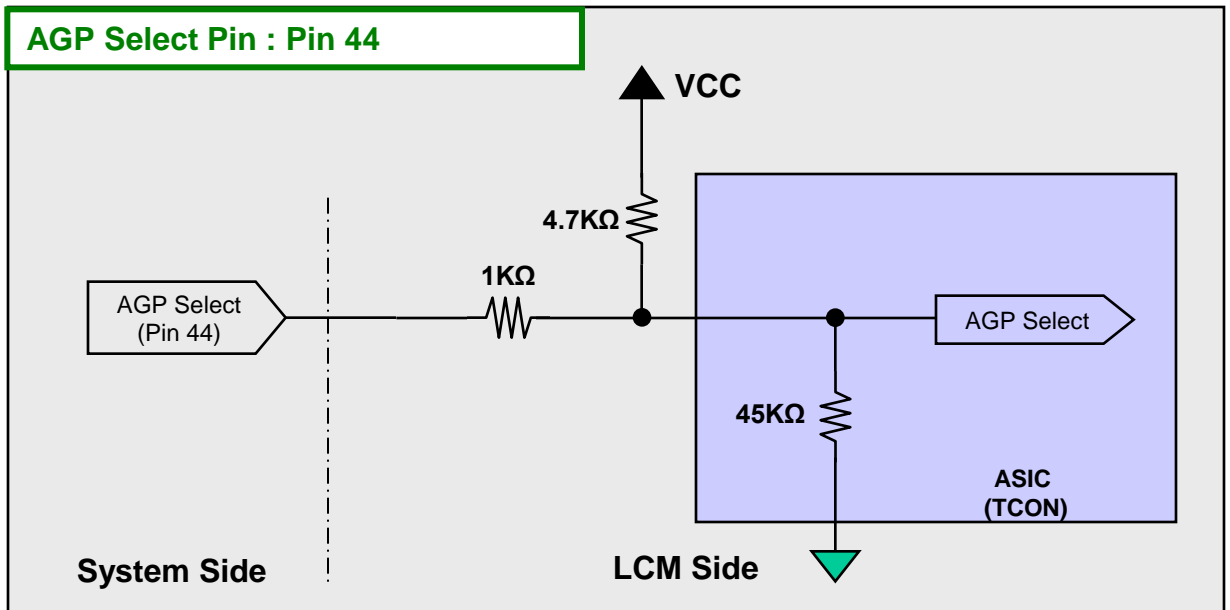 AGP Select Pin : Pin 44
VCC
4.7KΩ
1KΩ
AGP Select
(Pin 44)
AGP Select
45KΩ
ASIC
(TCON)
System Side
LCM Side